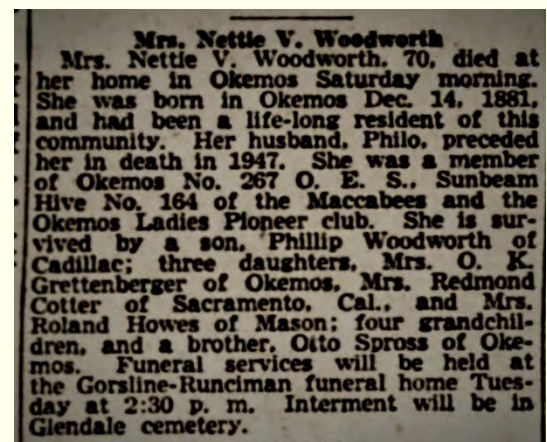 Mrs. Nettie V. Woodworth
Mrs. Nettie V. Woodworth, 70, died at
her home in Okemos Saturday morning.
She was born in Okemos Dec. 14, 1881,
and had been a life-long resident of this
community. Her husband, Philo, preceded
her in death in 1947. She was a member
of Okemos No. 267 O. E. S., Sunbeam
Hive No. 164 of the Maccabees and the
Okemos Ladies Pioneer club. She is sur-
vived by a son, Phillip Woodworth of
Cadillac; three daughters, Mrs. O. K.
Grettenberger of Okemos, Mrs. Redmond
Cotter of Sacramento, Cal., and Mrs.
Roland Howes of Mason; four grandchil-
dren, and a brother, Otto Spross of Oke-
mos. Funeral services will be held at
the Gorsline-Runciman funeral home Tues-
day at 2:30 p. m. Interment will be in
Glendale cemetery.